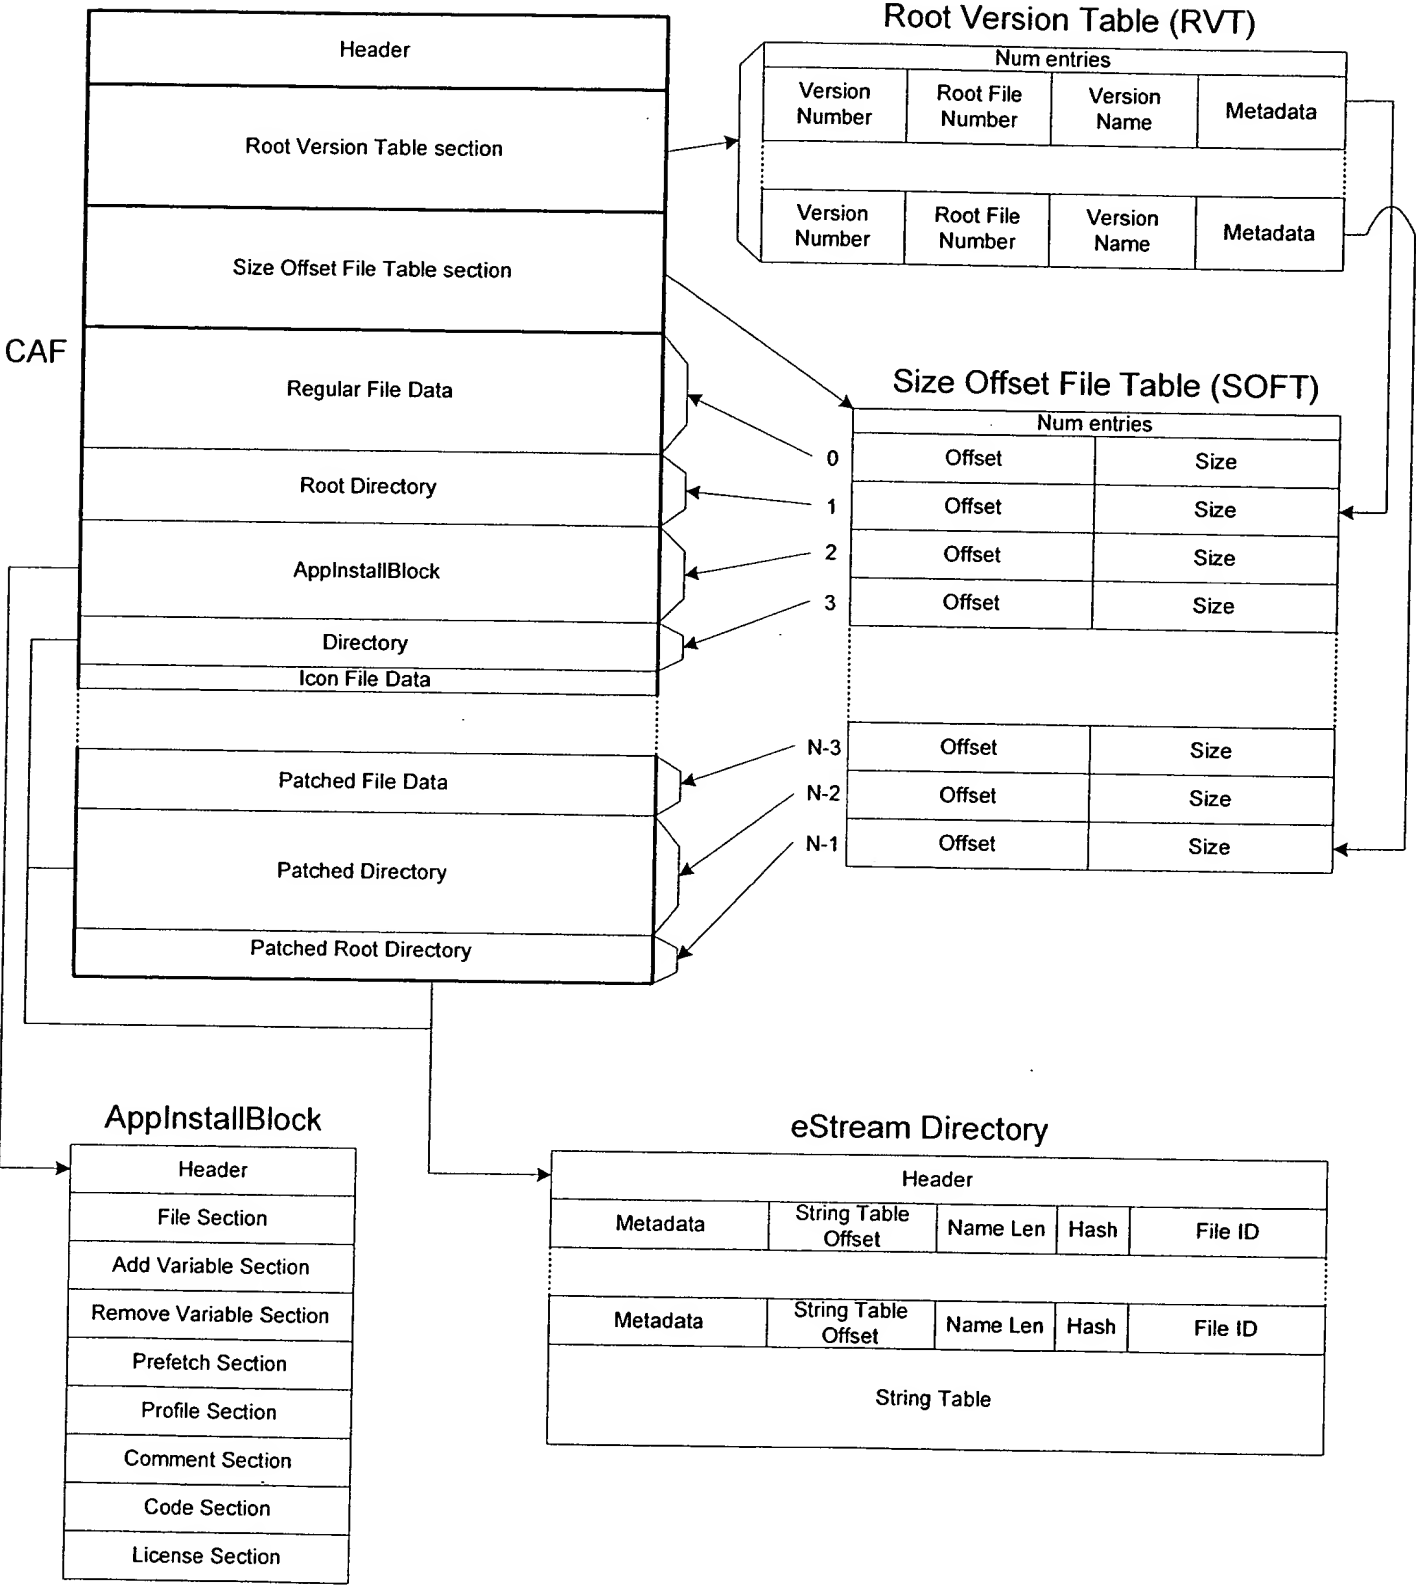 Root Version Table (RVT)
Num entries
Version Number
Root File Number
Version Name
Metadata
Version Number
Root File Number
Version Name
Metadata
CAF
Header
Root Version Table section
Size Offset File Table section
Regular File Data
Root Directory
AppInstallBlock
Directory
Icon File Data
Patched File Data
Patched Directory
Patched Root Directory
Size Offset File Table (SOFT)
Num entries
0 Offset Size
1 Offset Size
2 Offset Size
3 Offset Size
N-3 Offset Size
N-2 Offset Size
N-1 Offset Size
AppInstallBlock
Header
File Section
Add Variable Section
Remove Variable Section
Prefetch Section
Profile Section
Comment Section
Code Section
License Section
eStream Directory
Header
Metadata
String Table Offset
Name Len
Hash
File ID
Metadata
String Table Offset
Name Len
Hash
File ID
String Table